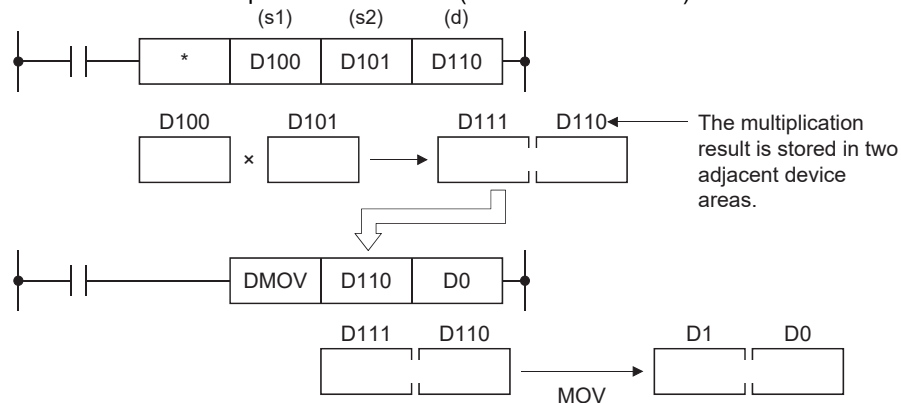 (s1) (s2) (d)
* D100 D101 D110
D100 D101 D111 D110
× 
The multiplication
result is stored in two
adjacent device
areas.
DMOV D110 D0
D111 D110 D1 D0
MOV